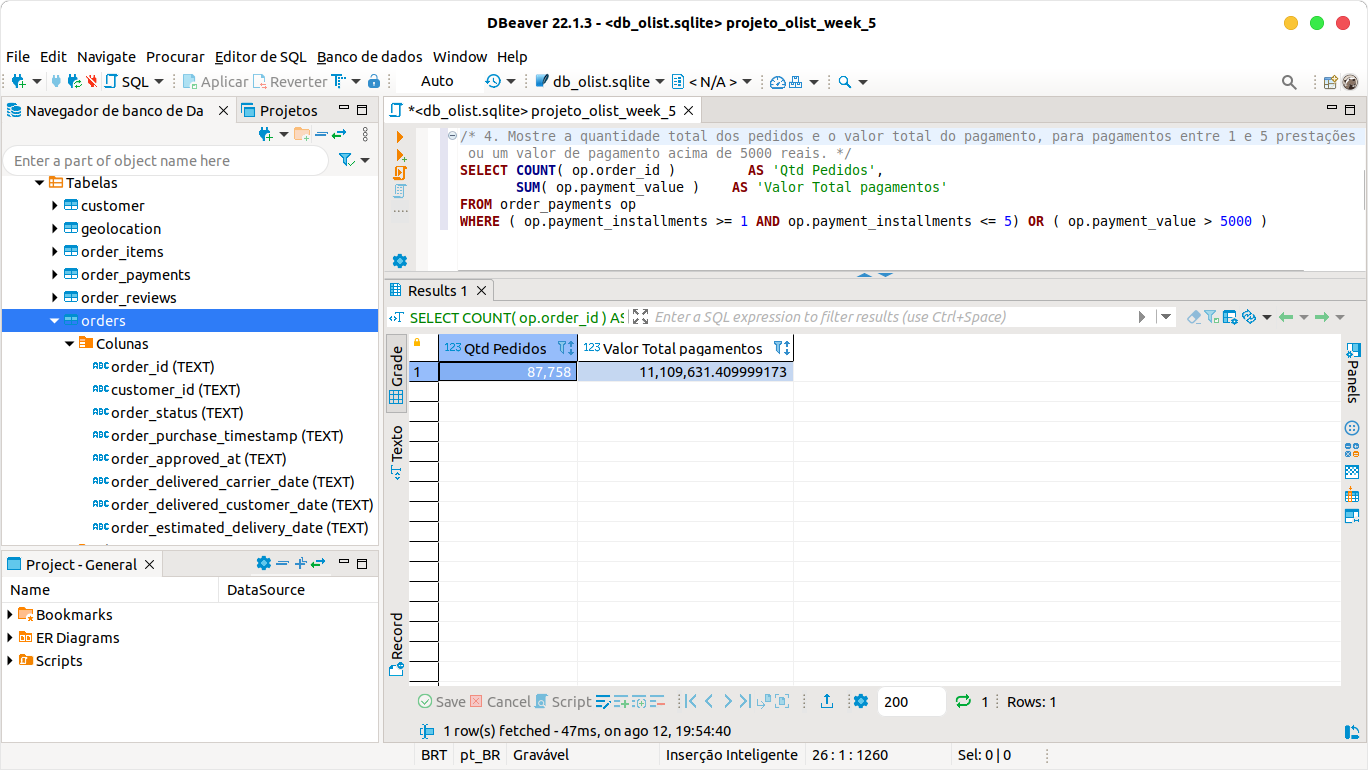 DBeaver 22.1.3 - <db_olist.sqlite> projeto_olist_week_5
File Edit Navigate Procurar Editor de SQL Banco de dados Window Help
SQL Aplicar Reverter Auto db_olist.sqlite < N/A >
Navegador de banco de Da Projetos
Enter a part of object name here
Tabelas
customer
geolocation
order_items
order_payments
order_reviews
orders
Colunas
ABC order_id (TEXT)
ABC customer_id (TEXT)
ABC order_status (TEXT)
ABC order_purchase_timestamp (TEXT)
ABC order_approved_at (TEXT)
ABC order_delivered_carrier_date (TEXT)
ABC order_delivered_customer_date (TEXT)
ABC order_estimated_delivery_date (TEXT)
Project - General
Name DataSource
Bookmarks
ER Diagrams
Scripts
*<db_olist.sqlite> projeto_olist_week_5
/* 4. Mostre a quantidade total dos pedidos e o valor total do pagamento, para pagamentos entre 1 e 5 prestações
ou um valor de pagamento acima de 5000 reais. */
SELECT COUNT( op.order_id ) AS 'Qtd Pedidos',
SUM( op.payment_value ) AS 'Valor Total pagamentos'
FROM order_payments op
WHERE ( op.payment_installments >= 1 AND op.payment_installments <= 5) OR ( op.payment_value > 5000 )
Results 1
SELECT COUNT( op.order_id ) AS Enter a SQL expression to filter results (use Ctrl+Space)
Grade
Texto
Record
123 Qtd Pedidos 123 Valor Total pagamentos
1 87,758 11,109,631.409999173
Panels
Save Cancel Script 200 1 Rows: 1
1 row(s) fetched - 47ms, on ago 12, 19:54:40
BRT pt_BR Gravável Inserção Inteligente 26 : 1 : 1260 Sel: 0 | 0